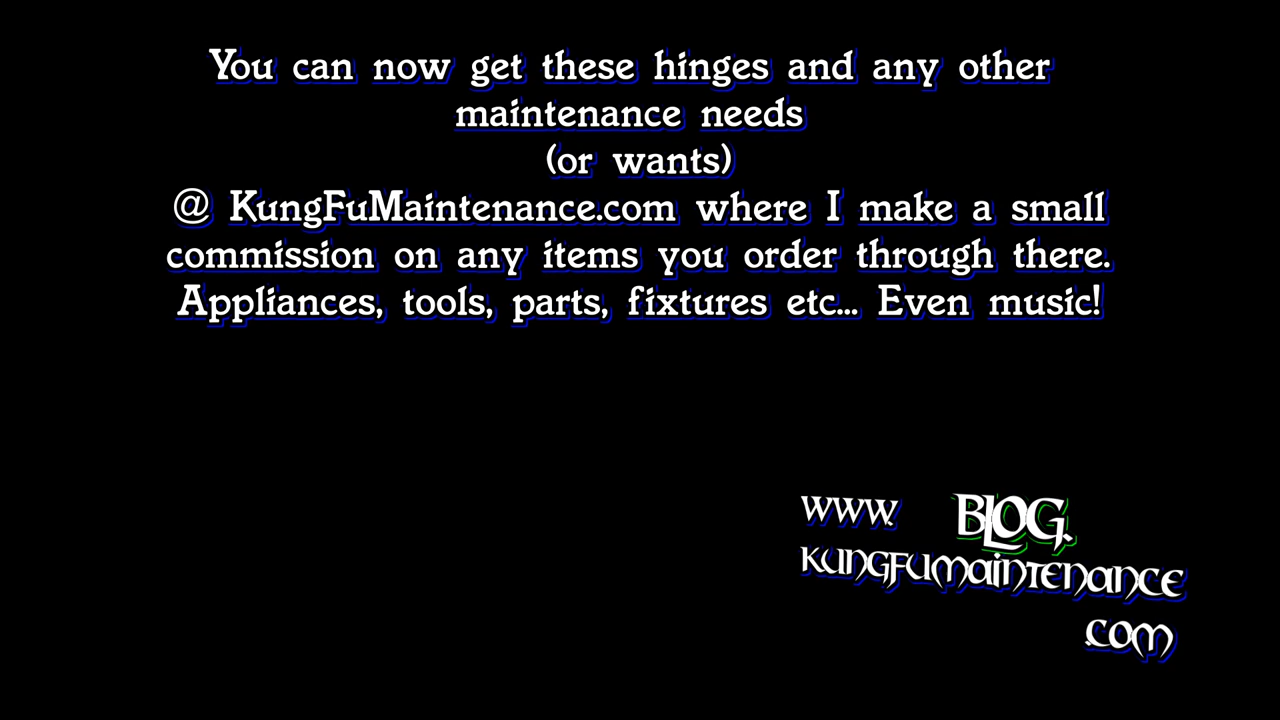 You can now get these hinges and any other
maintenance needs
(or wants)
@ KungFuMaintenance.com where I make a small
commission on any items you order through there.
Appliances, tools, parts, fixtures etc... Even music!
www. BLOG.
kungfumaintenance
.com